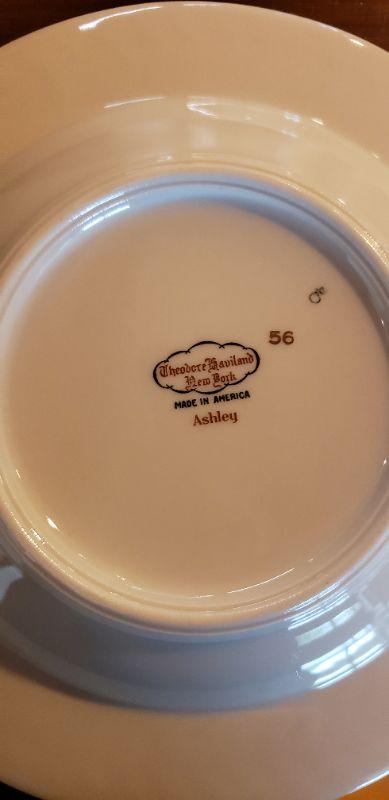 Theodore Haviland
New York
MADE IN AMERICA
Ashley
56